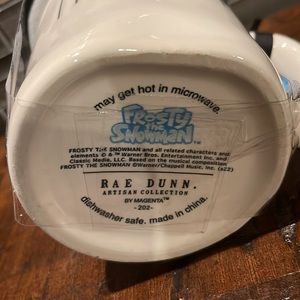 may get hot in microwave.
FROSTY
THE
SNOWMAN™
FROSTY THE SNOWMAN and all related characters and
elements © & ™ Warner Bros. Entertainment Inc. and
Classic Media, LLC. Based on the musical composition
FROSTY THE SNOWMAN ©Warner/Chappell Music, Inc. (s22)
RAE DUNN.
ARTISAN COLLECTION
BY MAGENTA™
-202-
dishwasher safe. made in china.